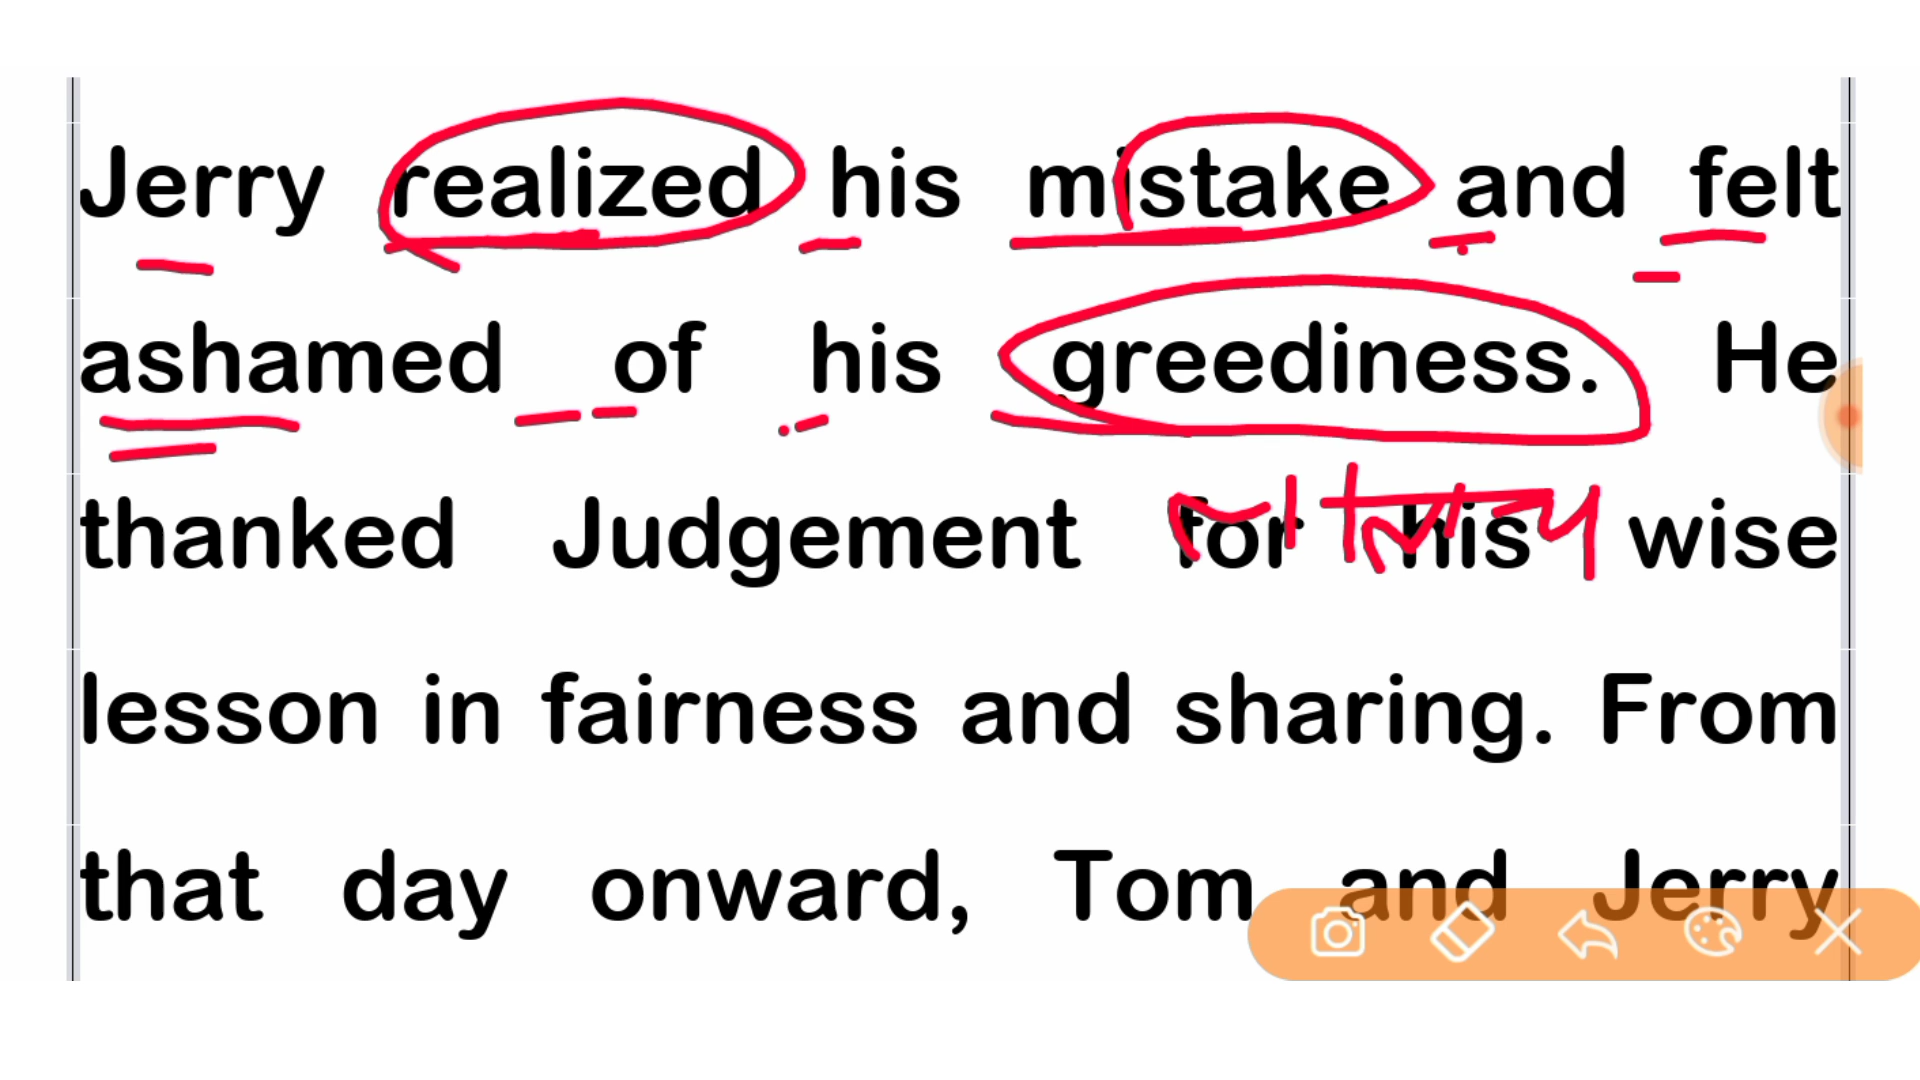 Jerry realized his mistake and felt
ashamed of his greediness. He
thanked Judgement for his wise
lesson in fairness and sharing. From
that day onward, Tom and Jerry